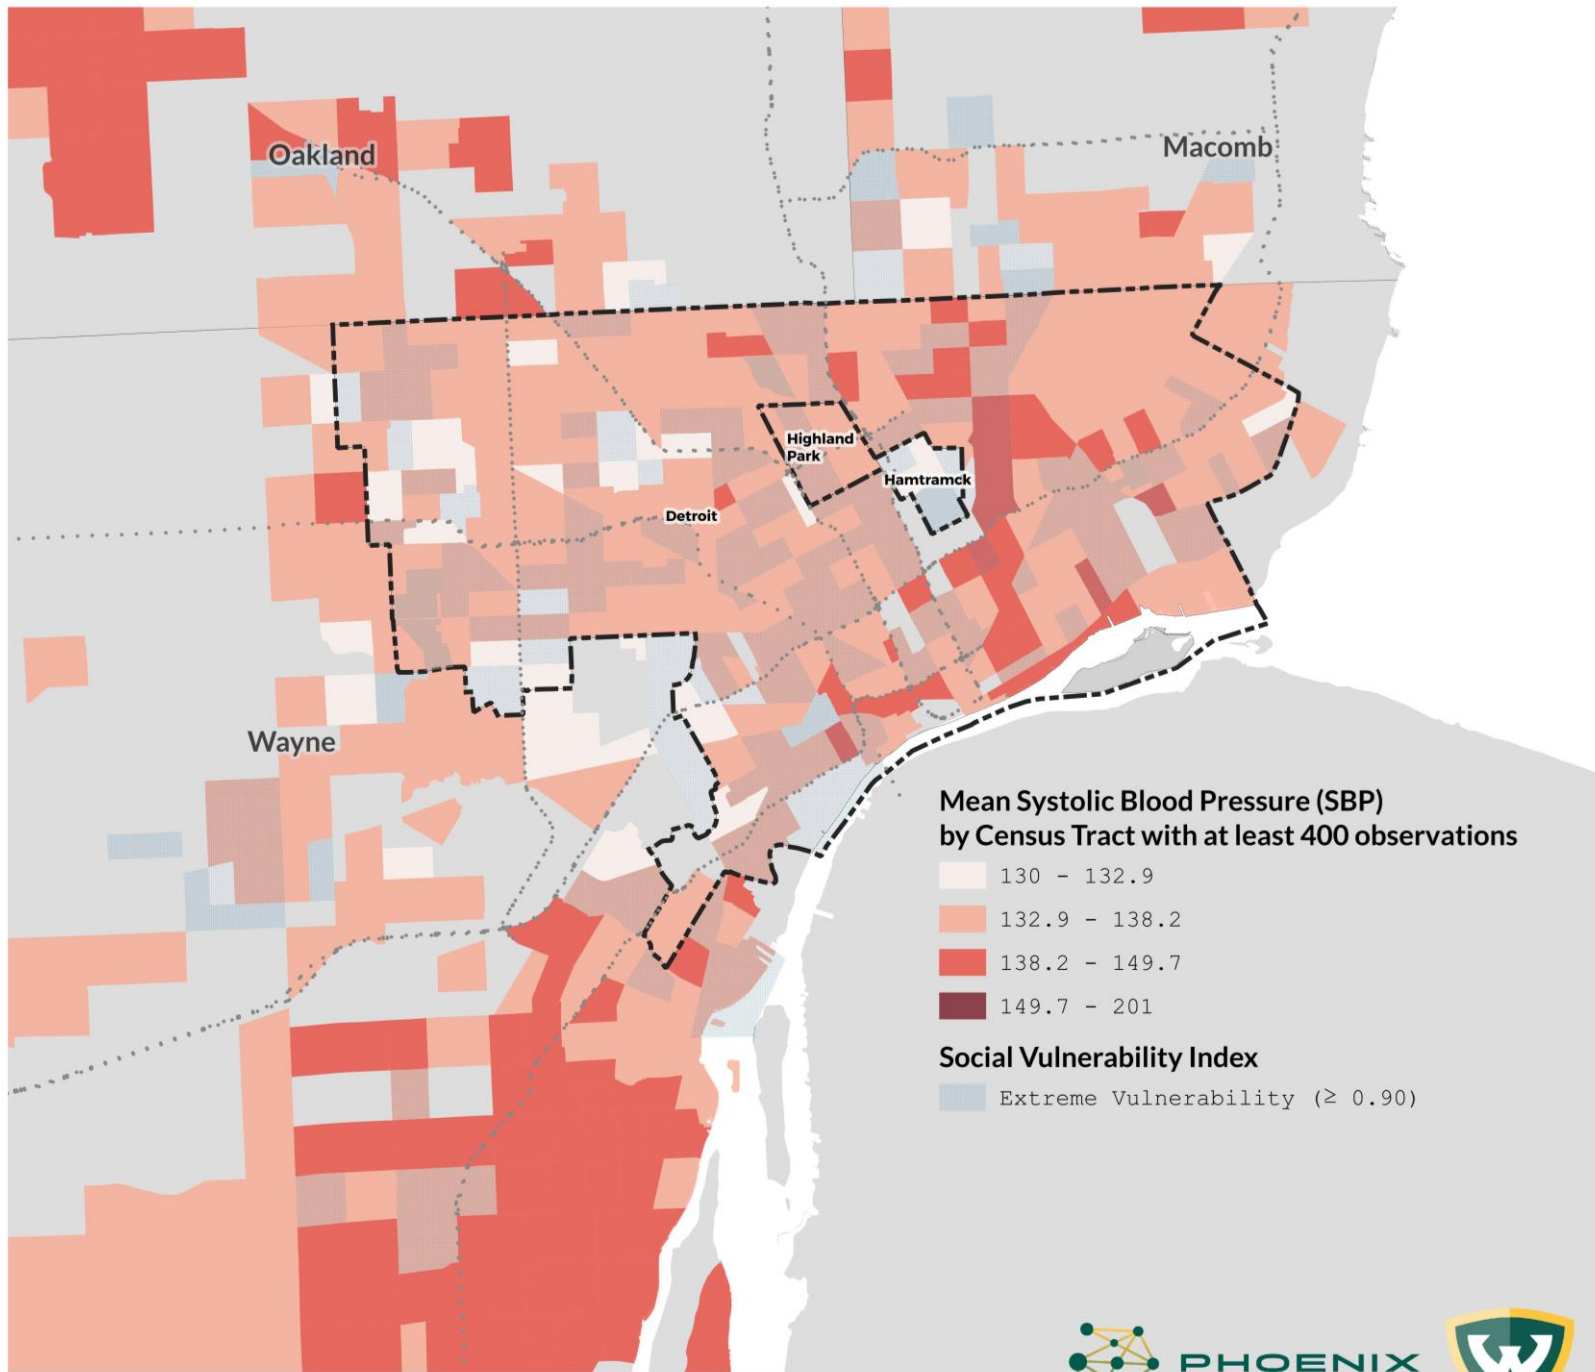 Oakland
Macomb
Highland
Park
Hamtramck
Detroit
Wayne
Mean Systolic Blood Pressure (SBP)
by Census Tract with at least 400 observations
130 - 132.9
132.9 - 138.2
138.2 - 149.7
149.7 - 201
Social Vulnerability Index
Extreme Vulnerability (≥ 0.90)
PHOENIX
W